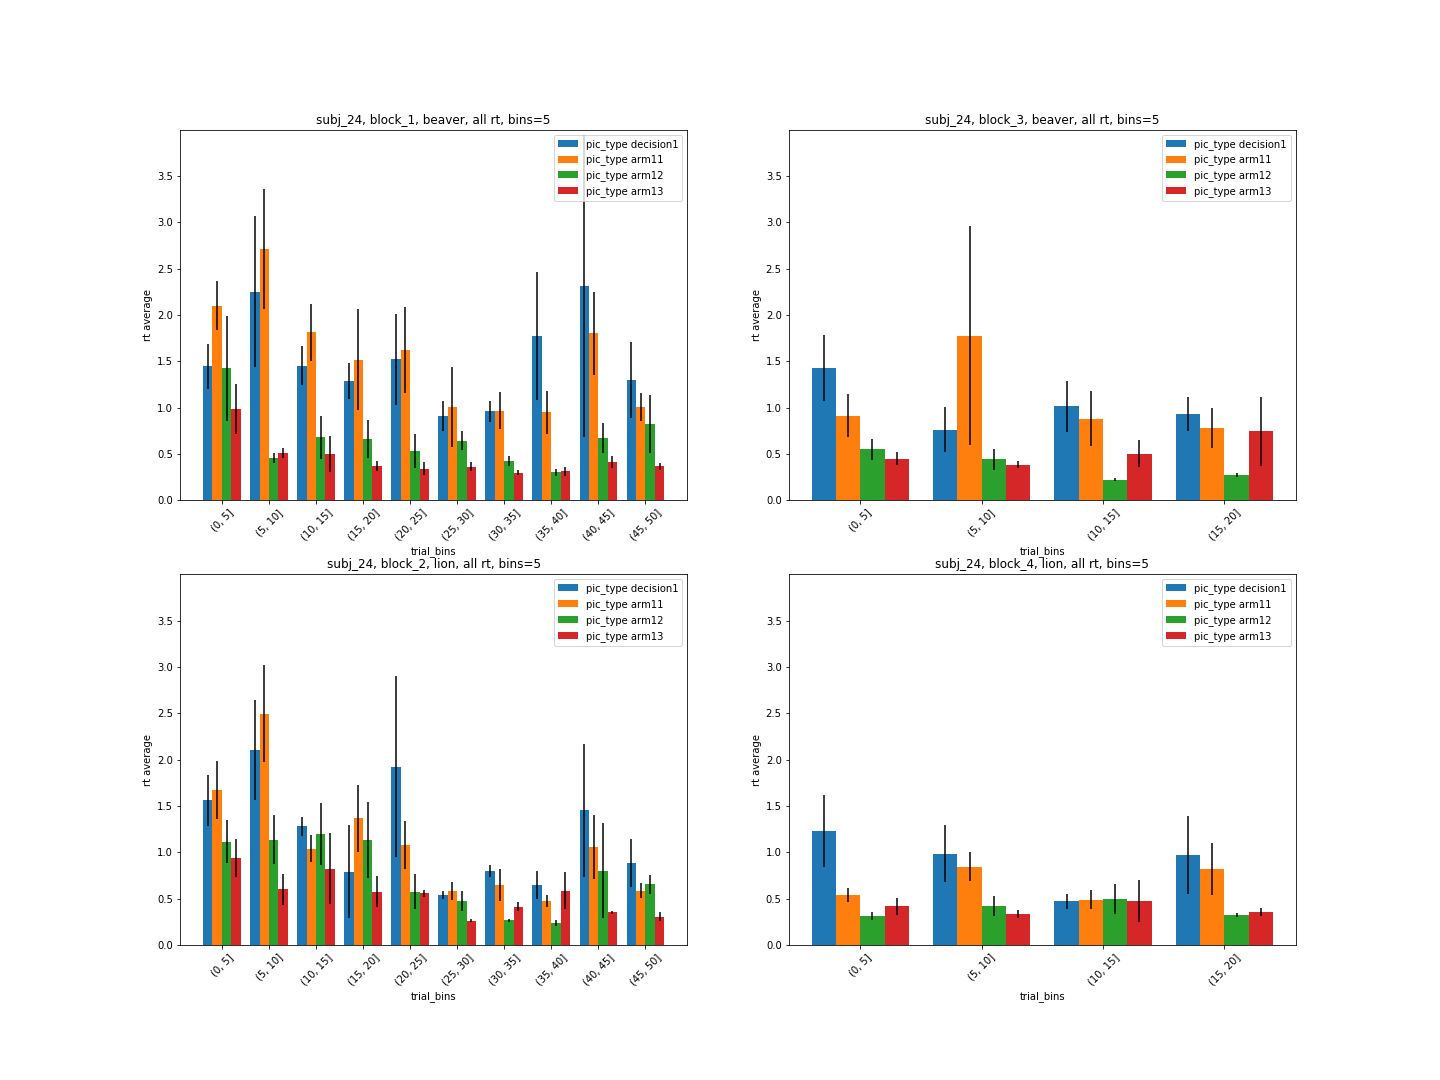 subj_24, block_1, beaver, all rt, bins=5
pic_type decision1
pic_type arm11
pic_type arm12
pic_type arm13
3.5
3.0
2.5
2.0
1.5
1.0
0.5
0.0
rt average
(0, 5]
(5, 10]
(10, 15]
(15, 20]
(20, 25]
(25, 30]
(30, 35]
(35, 40]
(40, 45]
(45, 50]
trial_bins
subj_24, block_3, beaver, all rt, bins=5
pic_type decision1
pic_type arm11
pic_type arm12
pic_type arm13
3.5
3.0
2.5
2.0
1.5
1.0
0.5
0.0
rt average
(0, 5]
(5, 10]
(10, 15]
(15, 20]
trial_bins
subj_24, block_2, lion, all rt, bins=5
pic_type decision1
pic_type arm11
pic_type arm12
pic_type arm13
3.5
3.0
2.5
2.0
1.5
1.0
0.5
0.0
rt average
(0, 5]
(5, 10]
(10, 15]
(15, 20]
(20, 25]
(25, 30]
(30, 35]
(35, 40]
(40, 45]
(45, 50]
trial_bins
subj_24, block_4, lion, all rt, bins=5
pic_type decision1
pic_type arm11
pic_type arm12
pic_type arm13
3.5
3.0
2.5
2.0
1.5
1.0
0.5
0.0
rt average
(0, 5]
(5, 10]
(10, 15]
(15, 20]
trial_bins